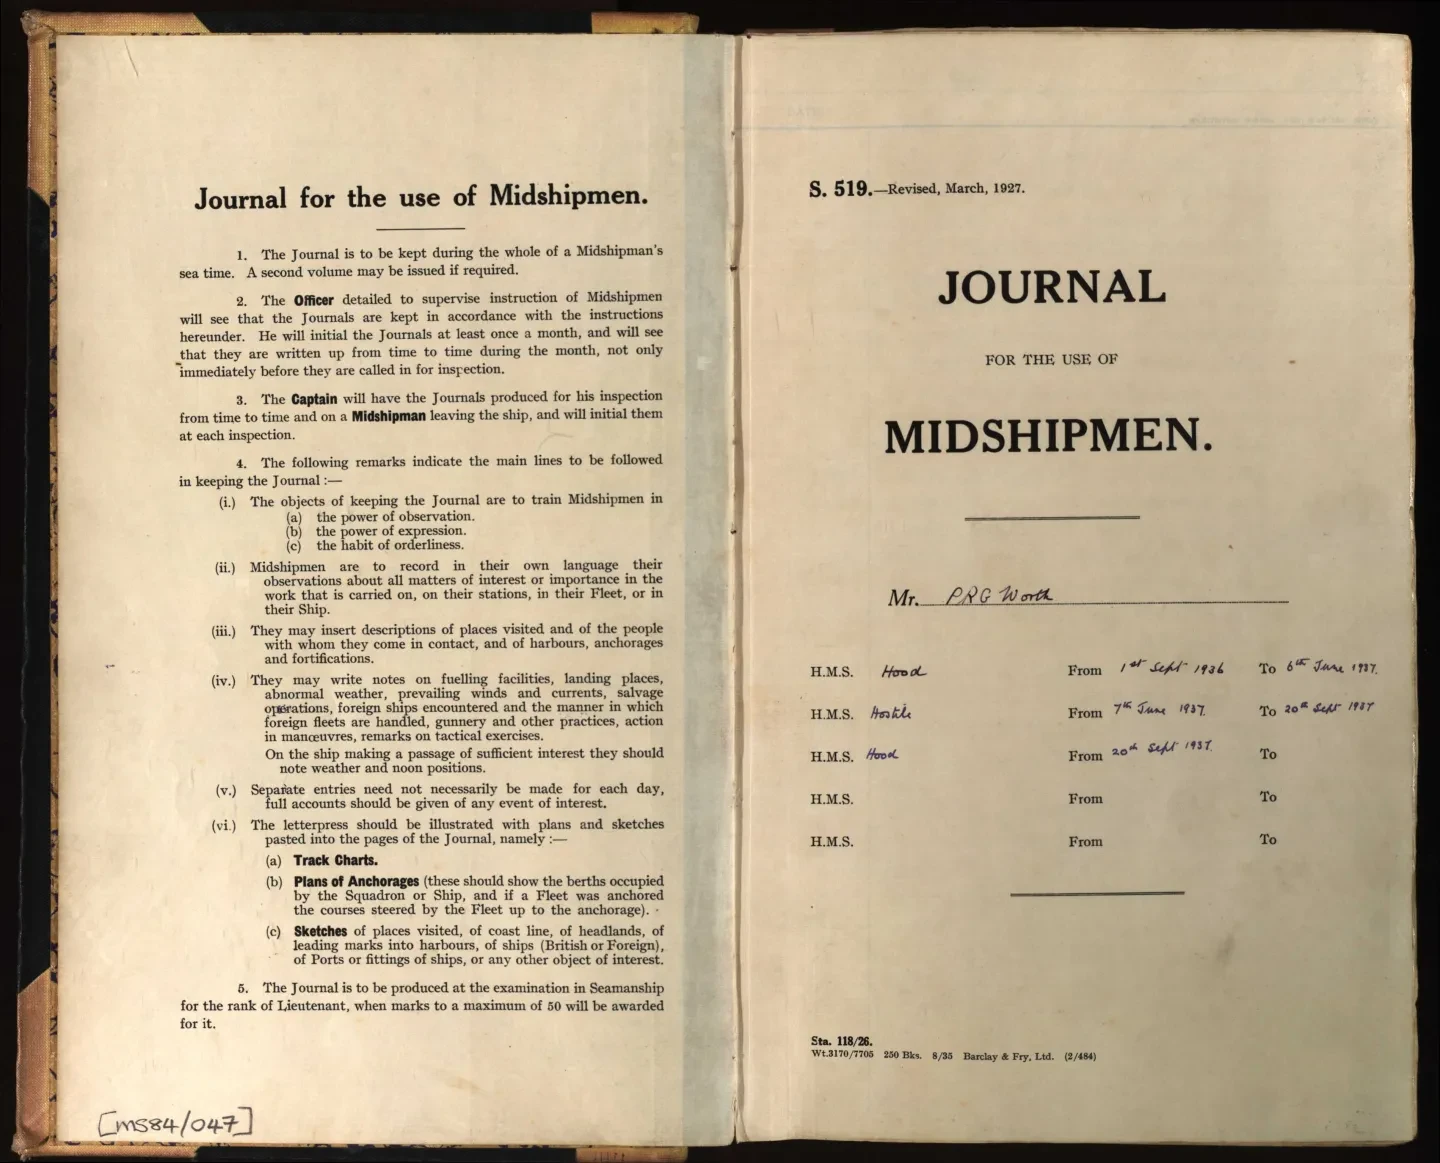 Journal for the use of Midshipmen.
1. The Journal is to be kept during the whole of a Midshipman's
sea time. A second volume may be issued if required.
2. The Officer detailed to supervise instruction of Midshipmen
will see that the Journals are kept in accordance with the instructions
hereunder. He will initial the Journals at least once a month, and will see
that they are written up from time to time during the month, not only
immediately before they are called in for inspection.
3. The Captain will have the Journals produced for his inspection
from time to time and on a Midshipman leaving the ship, and will initial them
at each inspection.
4. The following remarks indicate the main lines to be followed
in keeping the Journal :—
(i.) The objects of keeping the Journal are to train Midshipmen in
(a) the power of observation.
(b) the power of expression.
(c) the habit of orderliness.
(ii.) Midshipmen are to record in their own language their
observations about all matters of interest or importance in the
work that is carried on, on their stations, in their Fleet, or in
their Ship.
(iii.) They may insert descriptions of places visited and of the people
with whom they come in contact, and of harbours, anchorages
and fortifications.
(iv.) They may write notes on fuelling facilities, landing places,
abnormal weather, prevailing winds and currents, salvage
operations, foreign ships encountered and the manner in which
foreign fleets are handled, gunnery and other practices, action
in manœuvres, remarks on tactical exercises.
On the ship making a passage of sufficient interest they should
note weather and noon positions.
(v.) Separate entries need not necessarily be made for each day,
full accounts should be given of any event of interest.
(vi.) The letterpress should be illustrated with plans and sketches
pasted into the pages of the Journal, namely :—
(a) Track Charts.
(b) Plans of Anchorages (these should show the berths occupied
by the Squadron or Ship, and if a Fleet was anchored
the courses steered by the Fleet up to the anchorage).
(c) Sketches of places visited, of coast line, of headlands, of
leading marks into harbours, of ships (British or Foreign),
of Ports or fittings of ships, or any other object of interest.
5. The Journal is to be produced at the examination in Seamanship
for the rank of Lieutenant, when marks to a maximum of 50 will be awarded
for it.
[MS84/047]
S. 519.—Revised, March, 1927.
JOURNAL
FOR THE USE OF
MIDSHIPMEN.
Mr. PRG Worth
H.M.S. Hood From 1st Sept 1936 To 6th June 1937.
H.M.S. Hostile From 7th June 1937. To 20th Sept 1937
H.M.S. Hood From 20th Sept 1937. To
H.M.S. From To
H.M.S. From To
Sta. 118/26.
Wt.3170/7705 250 Bks. 8/35 Barclay & Fry, Ltd. (2/484)